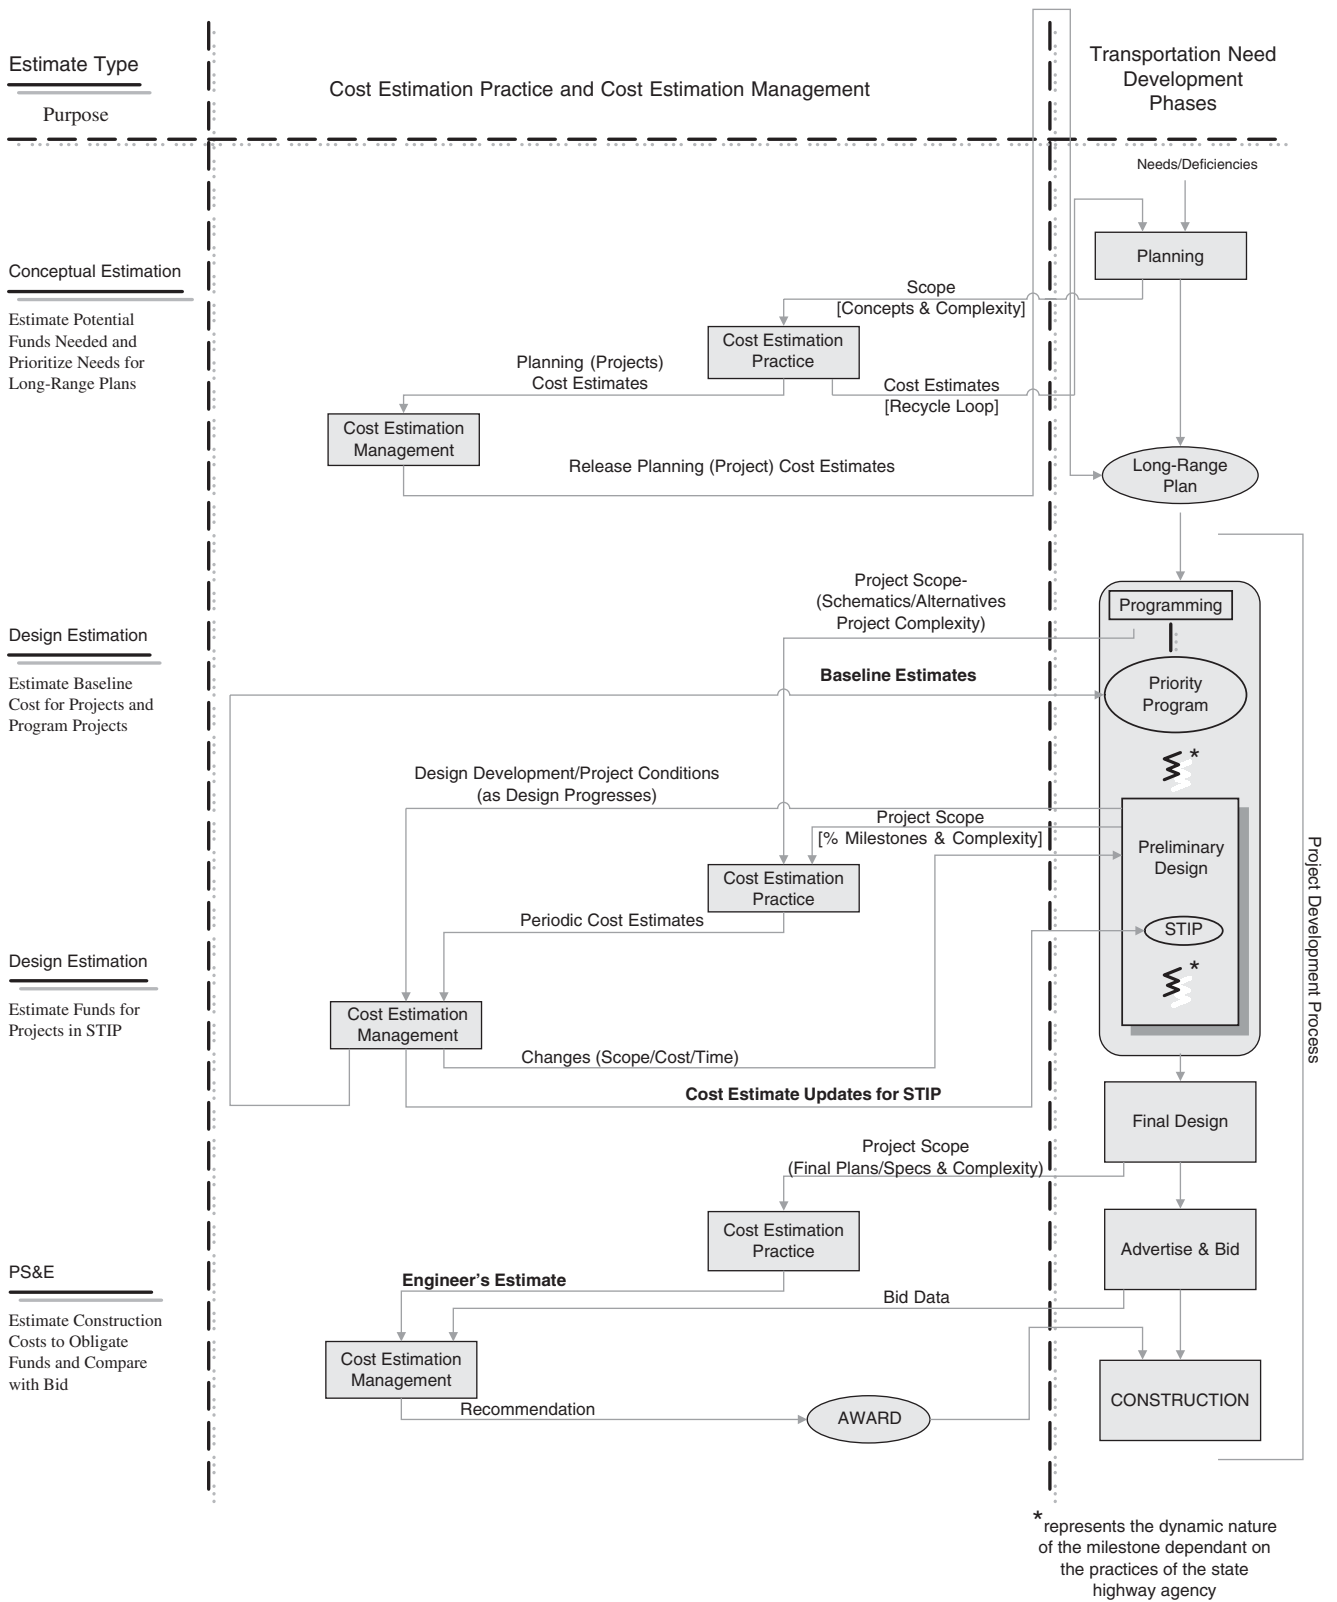 Estimate Type
Purpose
Cost Estimation Practice and Cost Estimation Management
Transportation Need
Development
Phases
Needs/Deficiencies
Planning
Conceptual Estimation
Estimate Potential
Funds Needed and
Prioritize Needs for
Long-Range Plans
Scope
[Concepts & Complexity]
Cost Estimation
Practice
Planning (Projects)
Cost Estimates
Cost Estimates
[Recycle Loop]
Cost Estimation
Management
Release Planning (Project) Cost Estimates
Long-Range
Plan
Project Scope-
(Schematics/Alternatives
Project Complexity)
Programming
Design Estimation
Estimate Baseline
Cost for Projects and
Program Projects
Baseline Estimates
Priority
Program
*
Design Development/Project Conditions
(as Design Progresses)
Project Scope
[% Milestones & Complexity]
Preliminary
Design
Cost Estimation
Practice
Periodic Cost Estimates
STIP
*
Project Development Process
Design Estimation
Estimate Funds for
Projects in STIP
Cost Estimation
Management
Changes (Scope/Cost/Time)
Cost Estimate Updates for STIP
Final Design
Project Scope
(Final Plans/Specs & Complexity)
Cost Estimation
Practice
Advertise & Bid
PS&E
Estimate Construction
Costs to Obligate
Funds and Compare
with Bid
Engineer's Estimate
Bid Data
Cost Estimation
Management
Recommendation
AWARD
CONSTRUCTION
*represents the dynamic nature
of the milestone dependant on
the practices of the state
highway agency